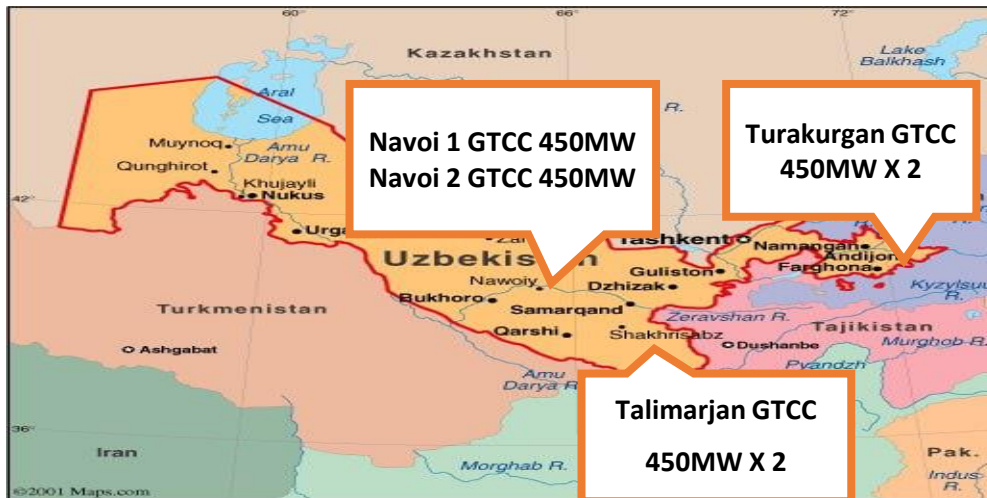 60
66
72
Kazakhstan
Lake
Balkhash
Aral
Sea
R.
Navoi 1 GTCC 450MW
Navoi 2 GTCC 450MW
Turakurgan GTCC
450MW X 2
Muynoq
Amu
Darya R.
Qunghirot
Khujayli
Nukus
42
Tashkent
Namangan
Andijon
Farghona
Uzbekistan
Guliston
Nawoiy
Dzhizak
Kyzylsuu
R.
Bukhoro
Samarqand
Zeravshan R.
Turkmenistan
Qarshi
Shakhrisabz
Tajikistan
Dushanbe
Murghob R.
Ashgabat
Amu
Darya R.
Pyandzh
Talimarjan GTCC
450MW X 2
36
Iran
Morghab R.
Pak.
Indus
R.
©2001 Maps.com